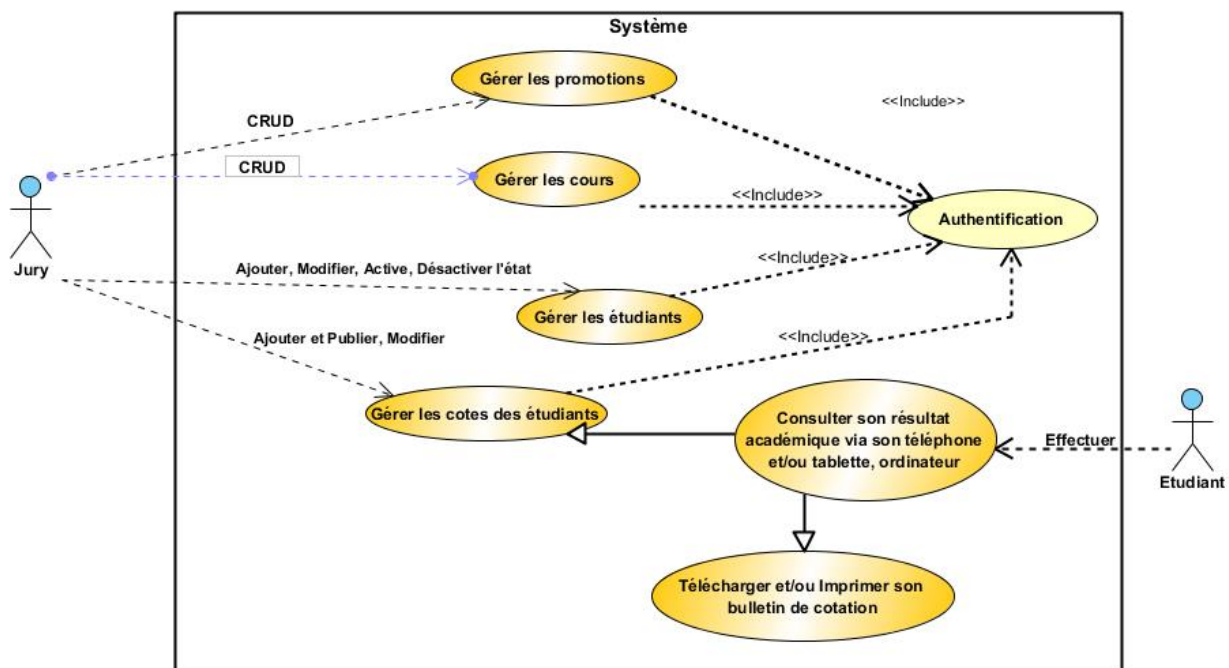 Système
Gérer les promotions
<<Include>>
CRUD
CRUD
Gérer les cours
<<Include>>
Authentification
Jury
Ajouter, Modifier, Active, Désactiver l'état
<<Include>>
Gérer les étudiants
Ajouter et Publier, Modifier
<<Include>>
Gérer les cotes des étudiants
Consulter son résultat
académique via son téléphone
et/ou tablette, ordinateur
Effectuer
Etudiant
Télécharger et/ou Imprimer son
bulletin de cotation